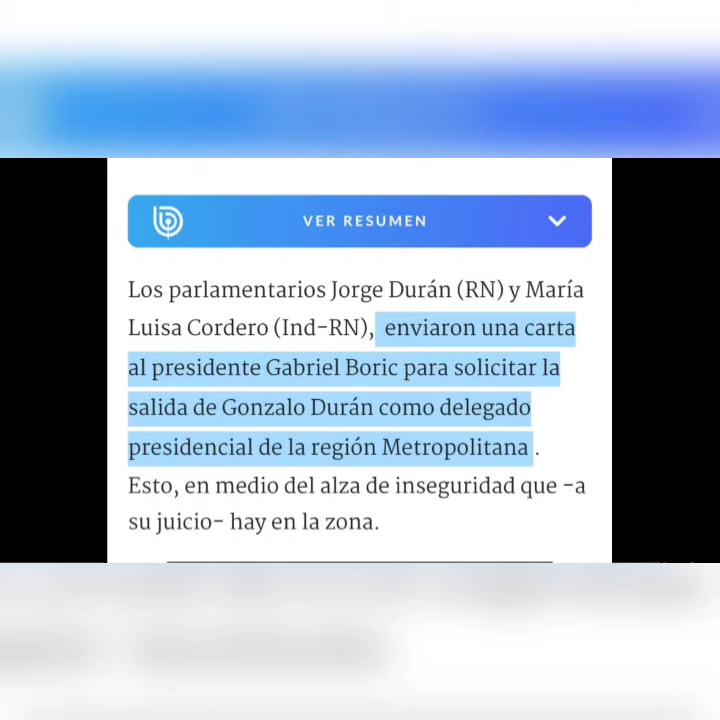 VER RESUMEN
Los parlamentarios Jorge Durán (RN) y María
Luisa Cordero (Ind-RN), enviaron una carta
al presidente Gabriel Boric para solicitar la
salida de Gonzalo Durán como delegado
presidencial de la región Metropolitana .
Esto, en medio del alza de inseguridad que -a
su juicio- hay en la zona.